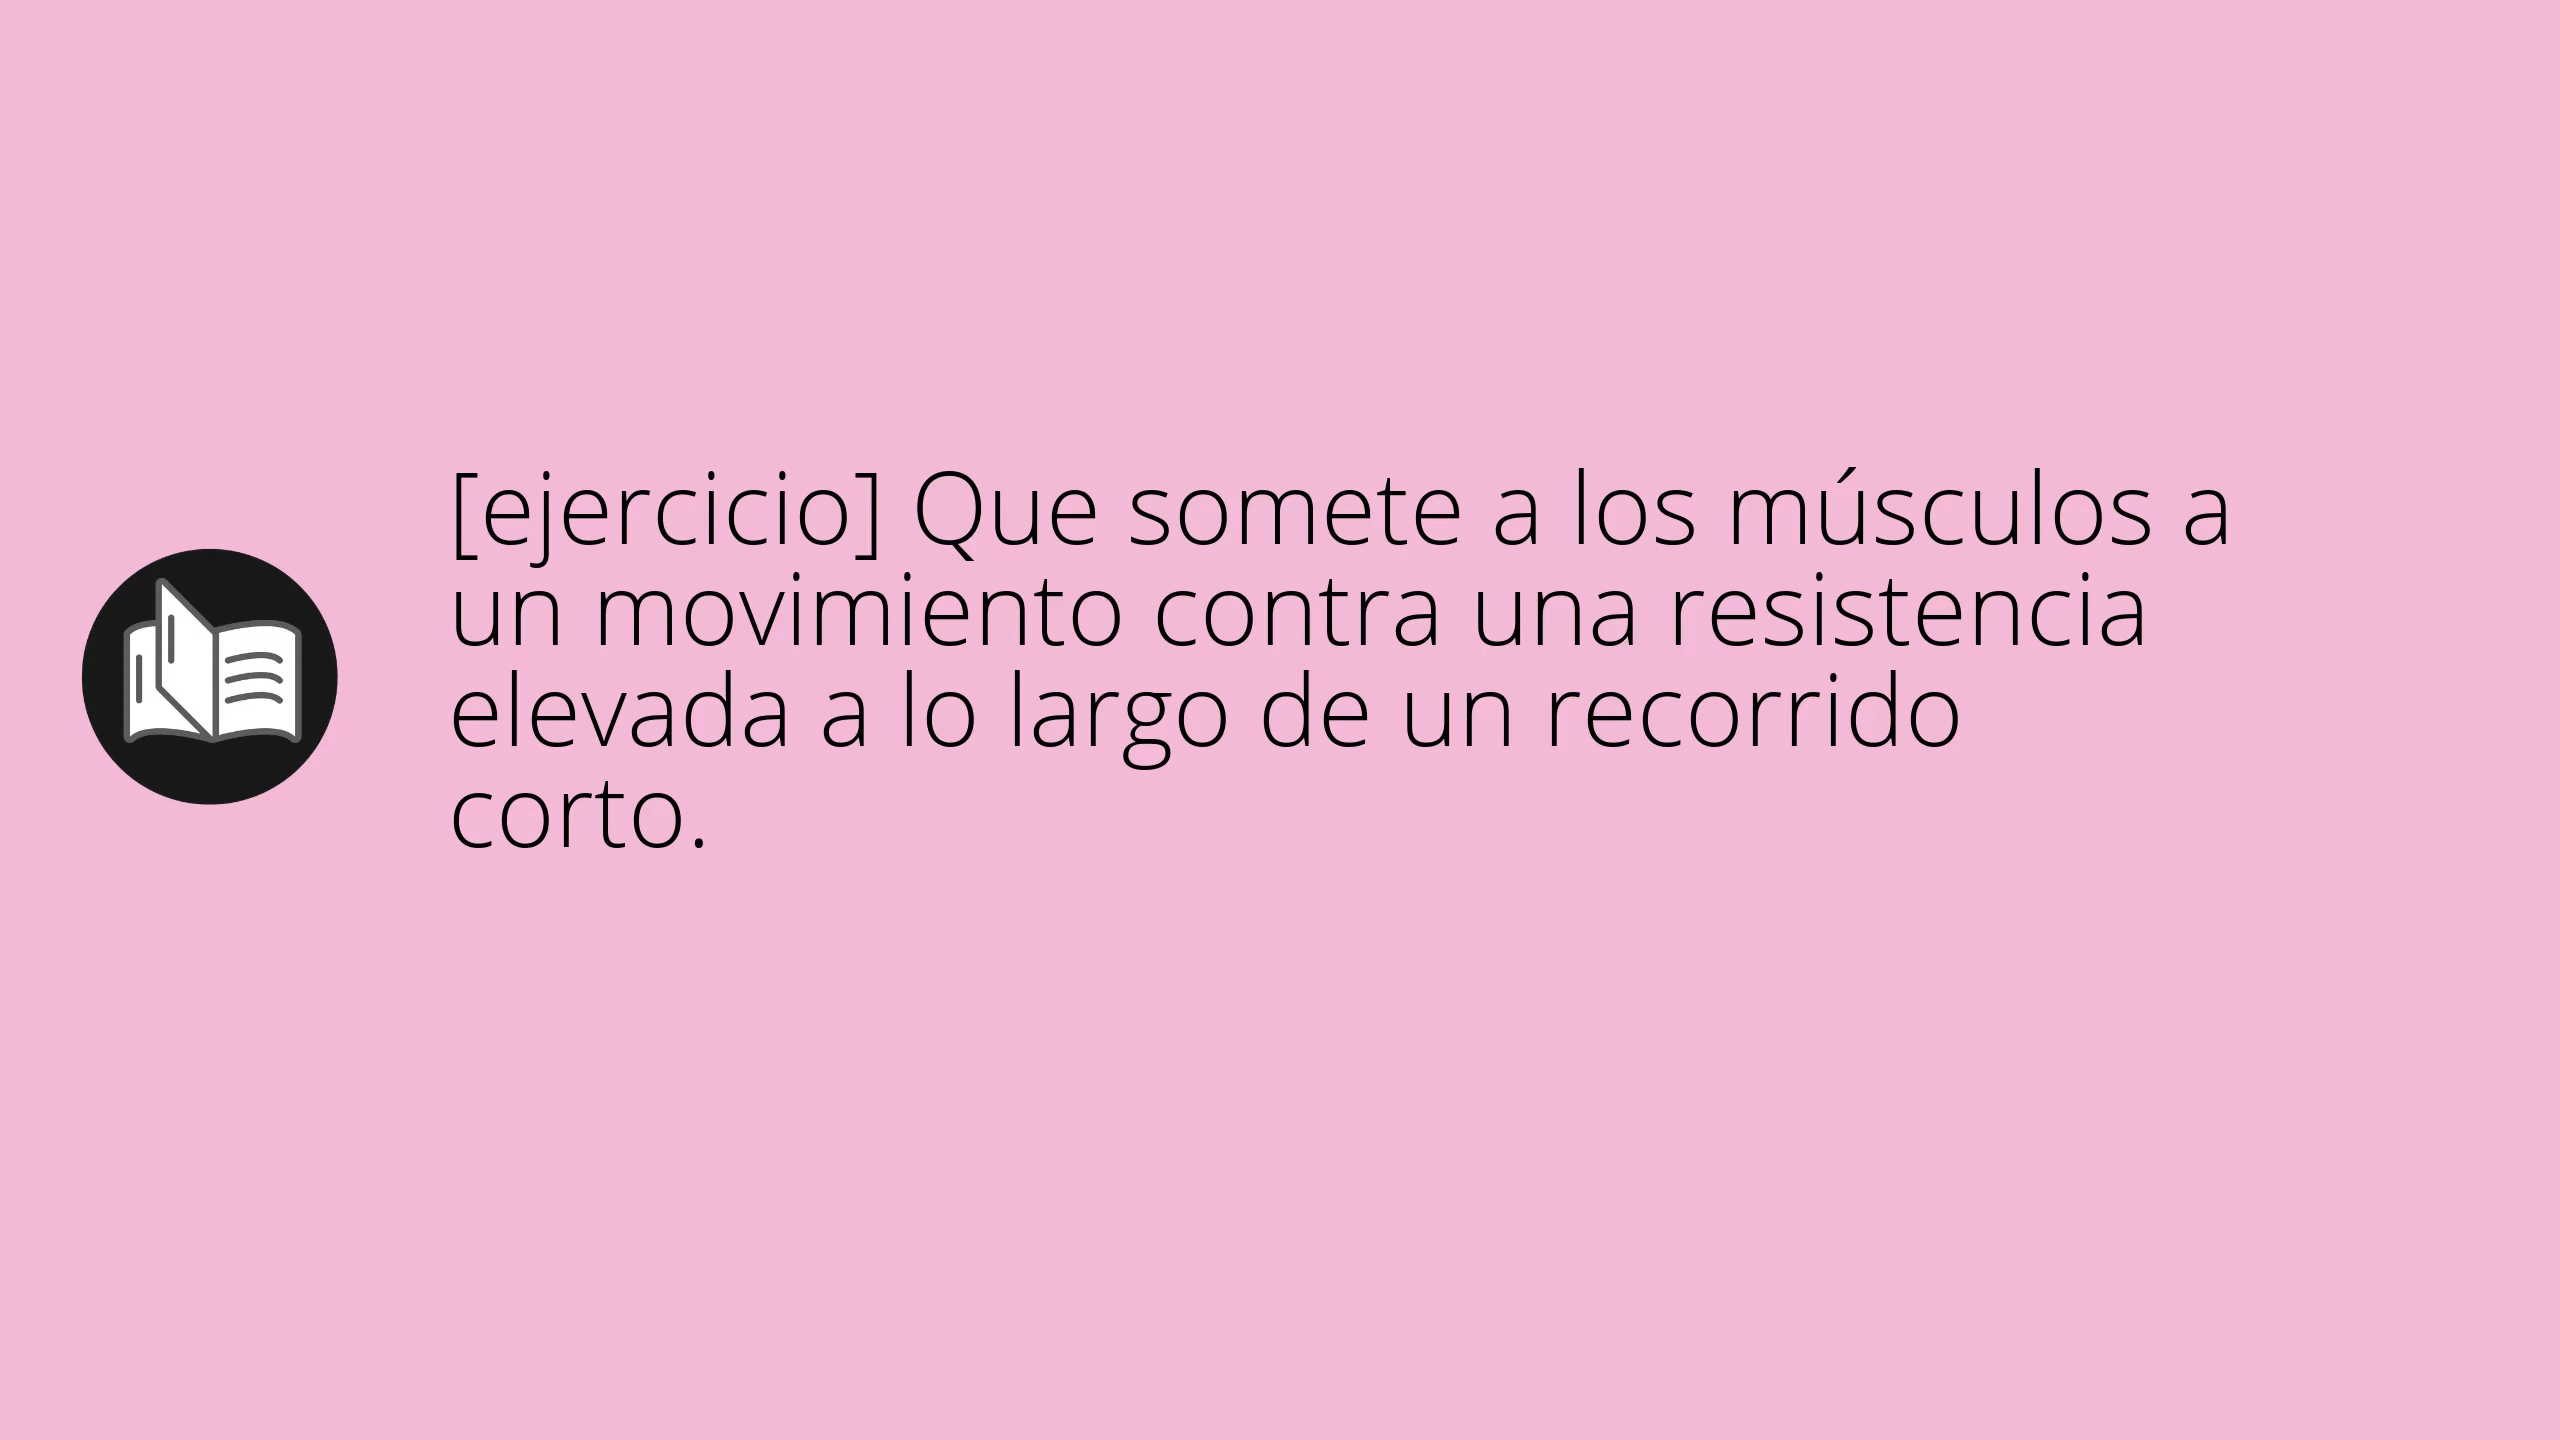 [ejercicio] Que somete a los músculos a
un movimiento contra una resistencia
elevada a lo largo de un recorrido
corto.